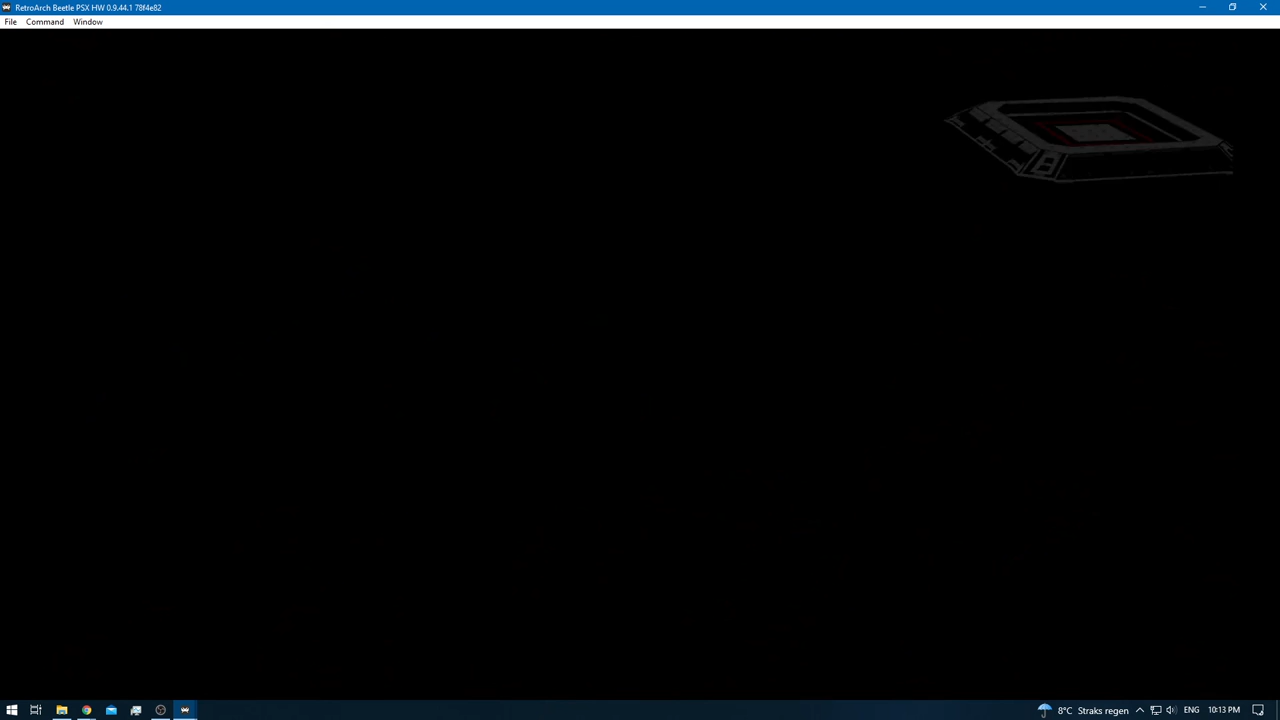 RetroArch Beetle PSX HW 0.9.44.1 78f4e82
File Command Window
8°C Straks regen ENG 10:13 PM